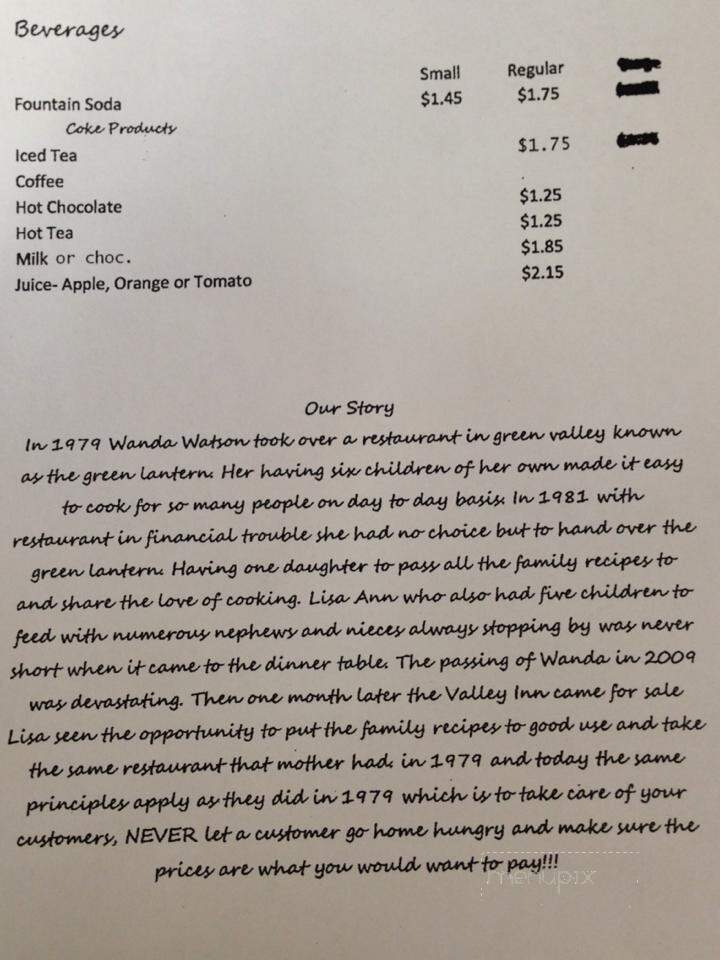 Beverages
Small Regular
Fountain Soda $1.45 $1.75
Coke Products
Iced Tea $1.75
Coffee
Hot Chocolate $1.25
Hot Tea $1.25
Milk or choc. $1.85
Juice- Apple, Orange or Tomato $2.15
Our Story
In 1979 Wanda Watson took over a restaurant in green valley known
as the green lantern. Her having six children of her own made it easy
to cook for so many people on day to day basis. In 1981 with
restaurant in financial trouble she had no choice but to hand over the
green lantern. Having one daughter to pass all the family recipes to
and share the love of cooking. Lisa Ann who also had five children to
feed with numerous nephews and nieces always stopping by was never
short when it came to the dinner table. The passing of Wanda in 2009
was devastating. Then one month later the Valley Inn came for sale
Lisa seen the opportunity to put the family recipes to good use and take
the same restaurant that mother had. in 1979 and today the same
principles apply as they did in 1979 which is to take care of your
customers, NEVER let a customer go home hungry and make sure the
prices are what you would want to pay!!!
menupix